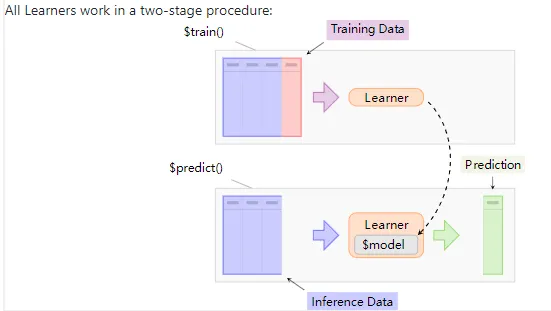 All Learners work in a two-stage procedure:
$train()
Training Data
Learner
$predict()
Prediction
Learner
$model
Inference Data